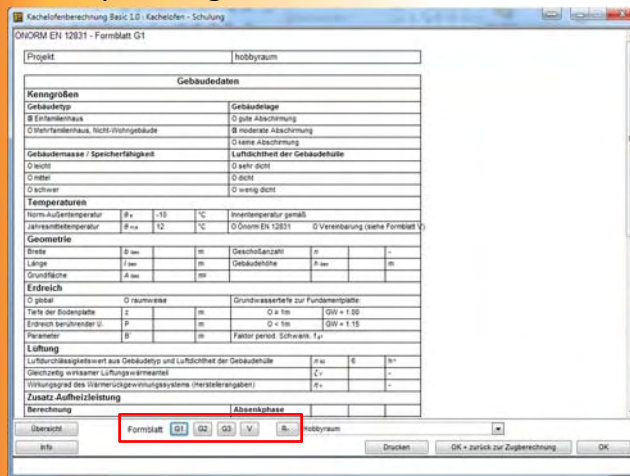 Kachelofenberechnung Basic 1.0 : Kachelofen - Schulung
ÖNORM EN 12831 - Formblatt G1
Projekt hobbyraum
Gebäudedaten
Kenngrößen
Gebäudetyp Gebäudelage
Einfamilienhaus O gute Abschirmung
O Mehrfamilienhaus, Nicht-Wohngebäude moderate Abschirmung
O keine Abschirmung
Gebäudemasse / Speicherfähigkeit Luftdichtheit der Gebäudehülle
O leicht O sehr dicht
O mittel O dicht
O schwer O wenig dicht
Temperaturen
Norm-Außentemperatur -10 °C Innentemperatur gemäß
Jahresmitteltemperatur 12 °C O Önorm EN 12831 O Vereinbarung (siehe Formblatt V)
Geometrie
Breite m Geschoßanzahl n -
Länge m Gebäudehöhe m
Grundfläche m²
Erdreich
O global O raumweise Grundwassertiefe zur Fundamentplatte:
Tiefe der Bodenplatte z m O ≥ 1m GW = 1.00
Erdreich berührender U. P m O < 1m GW = 1.15
Parameter B' m Faktor period. Schwank.
Lüftung
Luftdurchlässigkeitswert aus Gebäudetyp und Luftdichtheit der Gebäudehülle 6
Gleichzeitig wirksamer Lüftungswärmeanteil -
Wirkungsgrad des Wärmerückgewinnungssystems (Herstellerangaben) -
Zusatz-Aufheizleistung
Berechnung Absenkphase
Übersicht Formblatt G1 G2 G3 V R. Hobbyraum
Info Drucken OK + zurück zur Zugberechnung OK